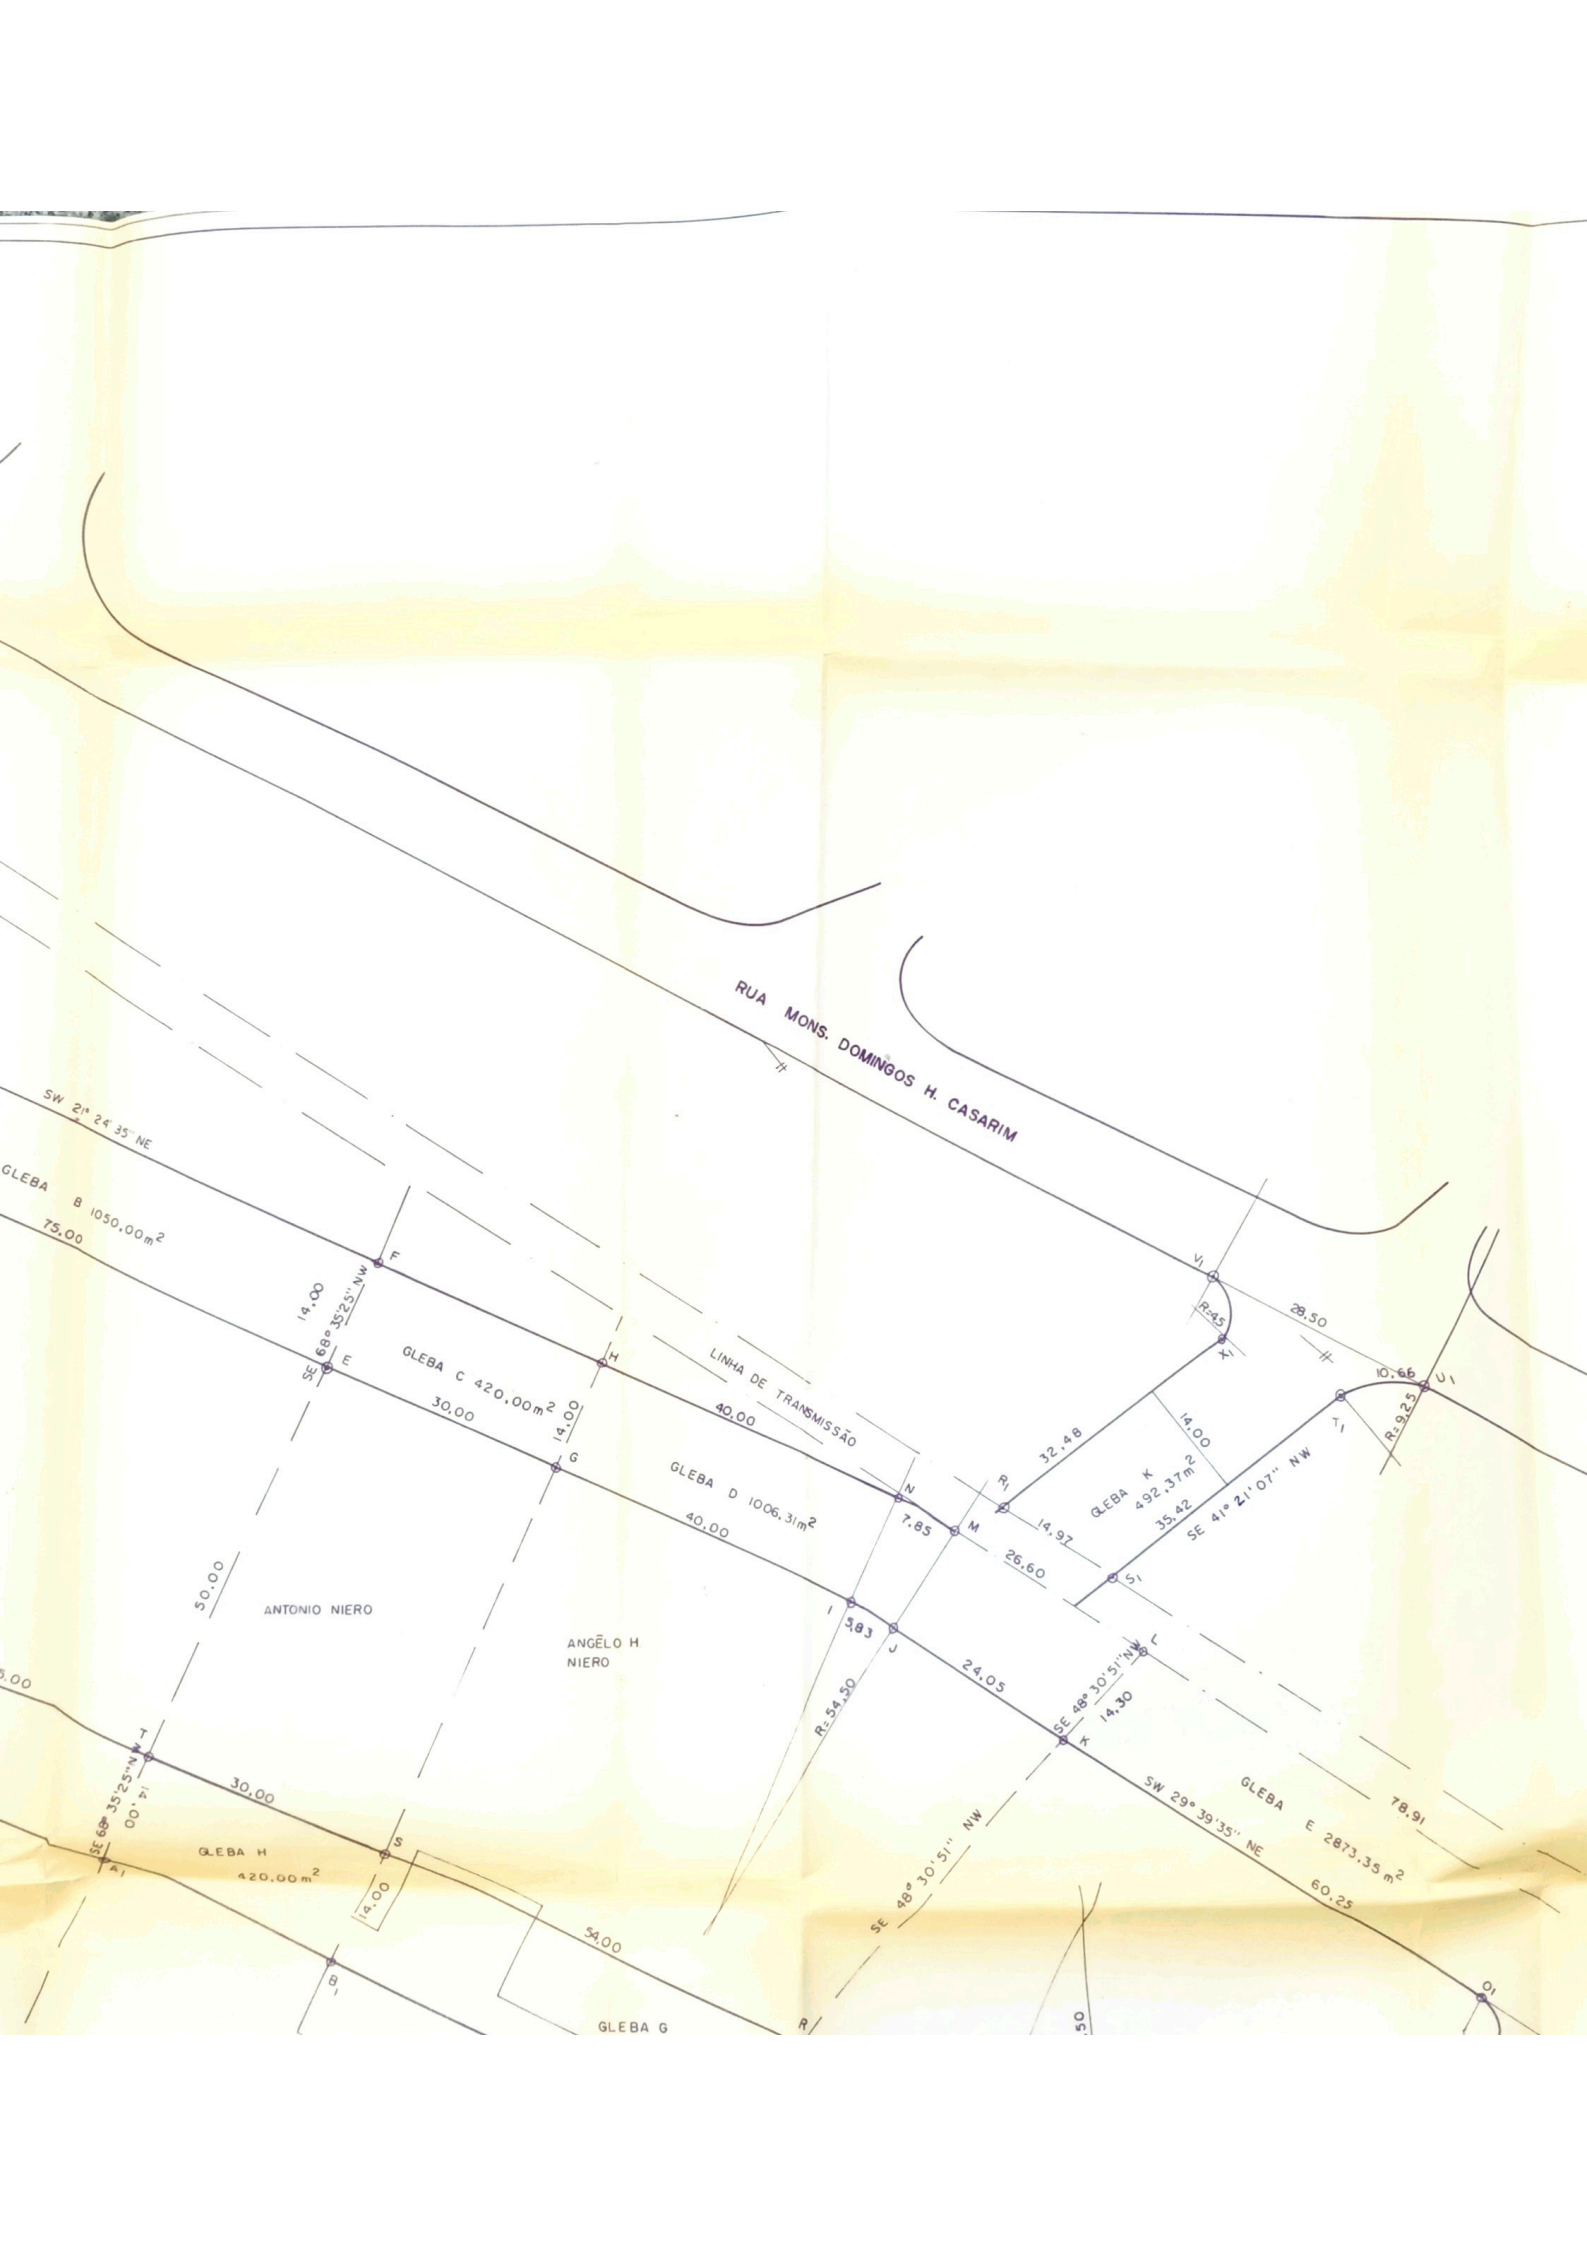 RUA MONS. DOMINGOS H. CASARIM
SW 21° 24' 35" NE
GLEBA B 1050.00m²
75.00
F
14.00
SE 68° 35'25" NW
E
GLEBA C 420.00m²
30.00
H
14.00
G
LINHA DE TRANSMISSÃO
40.00
GLEBA D 1006.31m²
40.00
N
7.85
M
I
5,83
J
R=54,50
V1
28.50
R=4.5
X1
10.66
U1
R=9.25
T1
32.48
14.00
R1
GLEBA K
492.37m²
35.42
SE 41° 21' 07" NW
14.97
26.60
S1
L
SE 48° 30'51" NW
14.30
24.05
K
50.00
ANTONIO NIERO
ANGÊLO H.
NIERO
5.00
T
SE 68° 35'25" NW
14.00
30.00
S
GLEBA H
420.00m²
A1
14.00
B1
54,00
GLEBA G
R
SE 48° 30'51" NW
SW 29° 39'35" NE
GLEBA E 2873.35m²
78.91
60.25
O1
.50